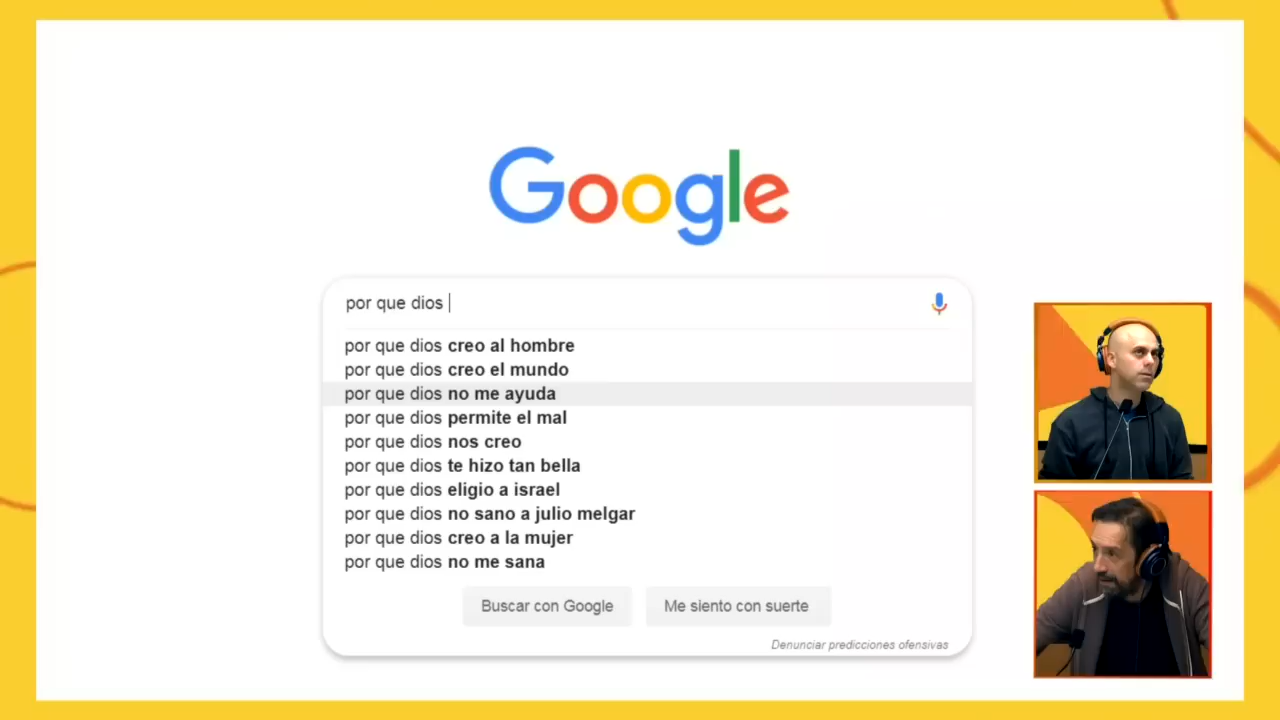 Google
por que dios
por que dios creo al hombre
por que dios creo el mundo
por que dios no me ayuda
por que dios permite el mal
por que dios nos creo
por que dios te hizo tan bella
por que dios eligio a israel
por que dios no sano a julio melgar
por que dios creo a la mujer
por que dios no me sana
Buscar con Google
Me siento con suerte
Denunciar predicciones ofensivas